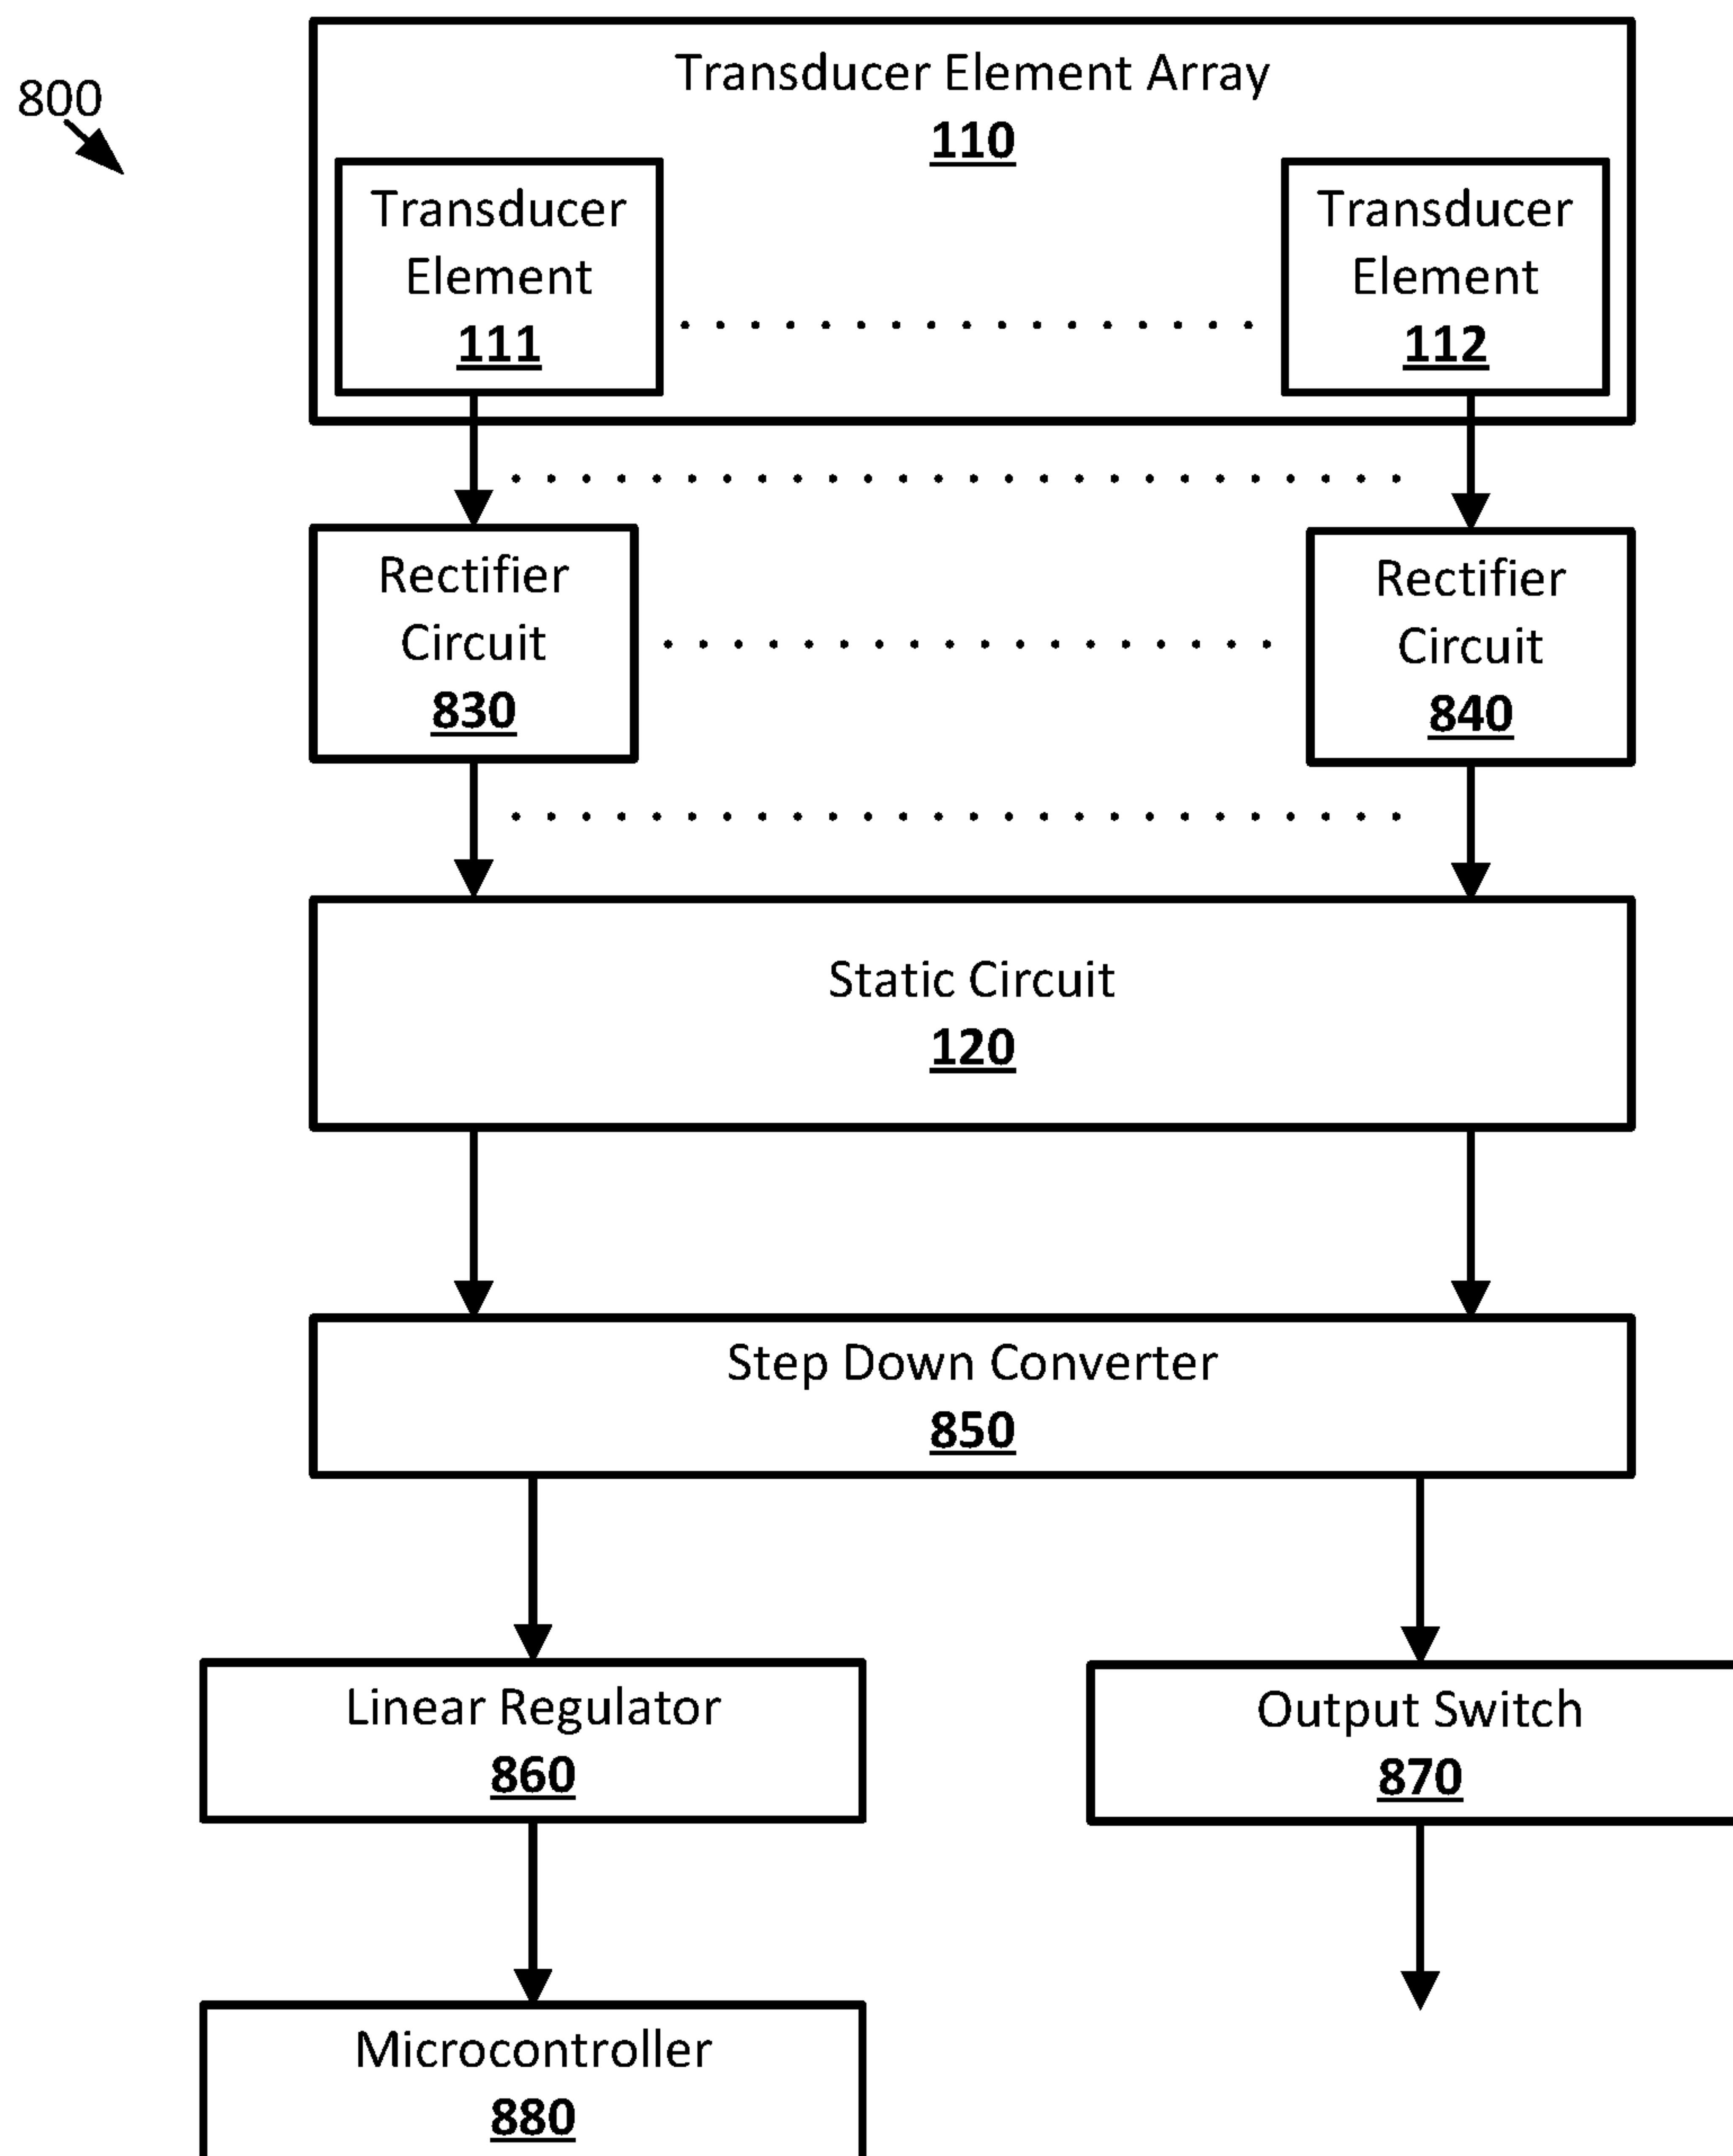 800
Transducer Element Array
110
Transducer
Element
111
Transducer
Element
112
Rectifier
Circuit
830
Rectifier
Circuit
840
Static Circuit
120
Step Down Converter
850
Linear Regulator
860
Output Switch
870
Microcontroller
880